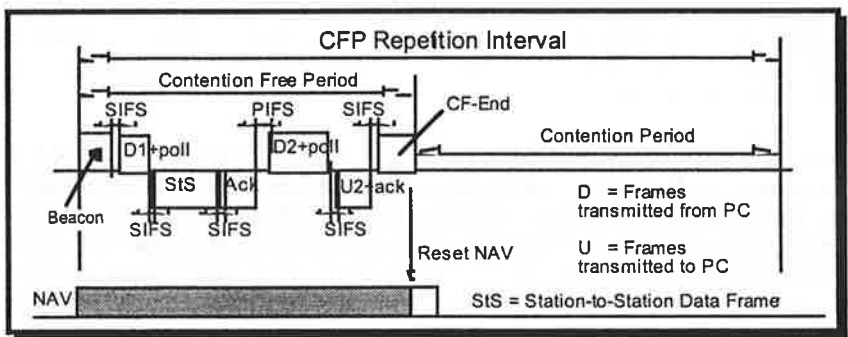 CFP Repetition Interval
Contention Free Period
SIFS PIFS SIFS
CF-End
D1+poll D2+poll
Contention Period
StS Ack U2+ack
Beacon
SIFS SIFS SIFS
D = Frames
transmitted from PC
Reset NAV
U = Frames
transmitted to PC
NAV
StS = Station-to-Station Data Frame